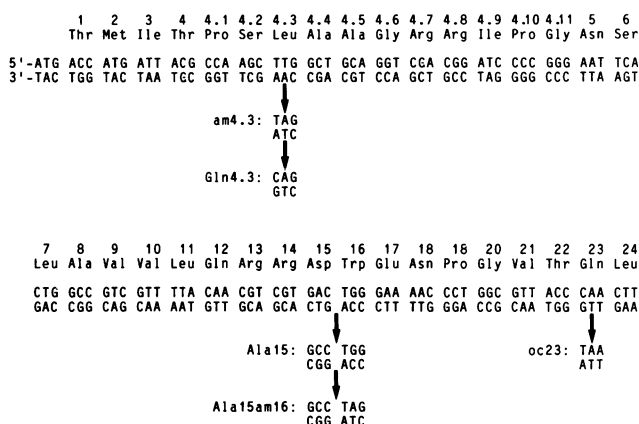 1 2 3 4 4.1 4.2 4.3 4.4 4.5 4.6 4.7 4.8 4.9 4.10 4.11 5 6
Thr Met Ile Thr Pro Ser Leu Ala Ala Gly Arg Arg Ile Pro Gly Asn Ser
5'-ATG ACC ATG ATT ACG CCA AGC TTG GCT GCA GGT CGA CGG ATC CCC GGG AAT TCA
3'-TAC TGG TAC TAA TGC GGT TCG AAC CGA CGT CCA GCT GCC TAG GGG CCC TTA AGT
am4.3: TAG
ATC
Gln4.3: CAG
GTC
7 8 9 10 11 12 13 14 15 16 17 18 18 20 21 22 23 24
Leu Ala Val Val Leu Gln Arg Arg Asp Trp Glu Asn Pro Gly Val Thr Gln Leu
CTG GCC GTC GTT TTA CAA CGT CGT GAC TGG GAA AAC CCT GGC GTT ACC CAA CTT
GAC CGG CAG CAA AAT GTT GCA GCA CTG ACC CTT TTG GGA CCG CAA TGG GTT GAA
Ala15: GCC TGG
CGG ACC
oc23: TAA
ATT
Ala15am16: GCC TAG
CGG ATC